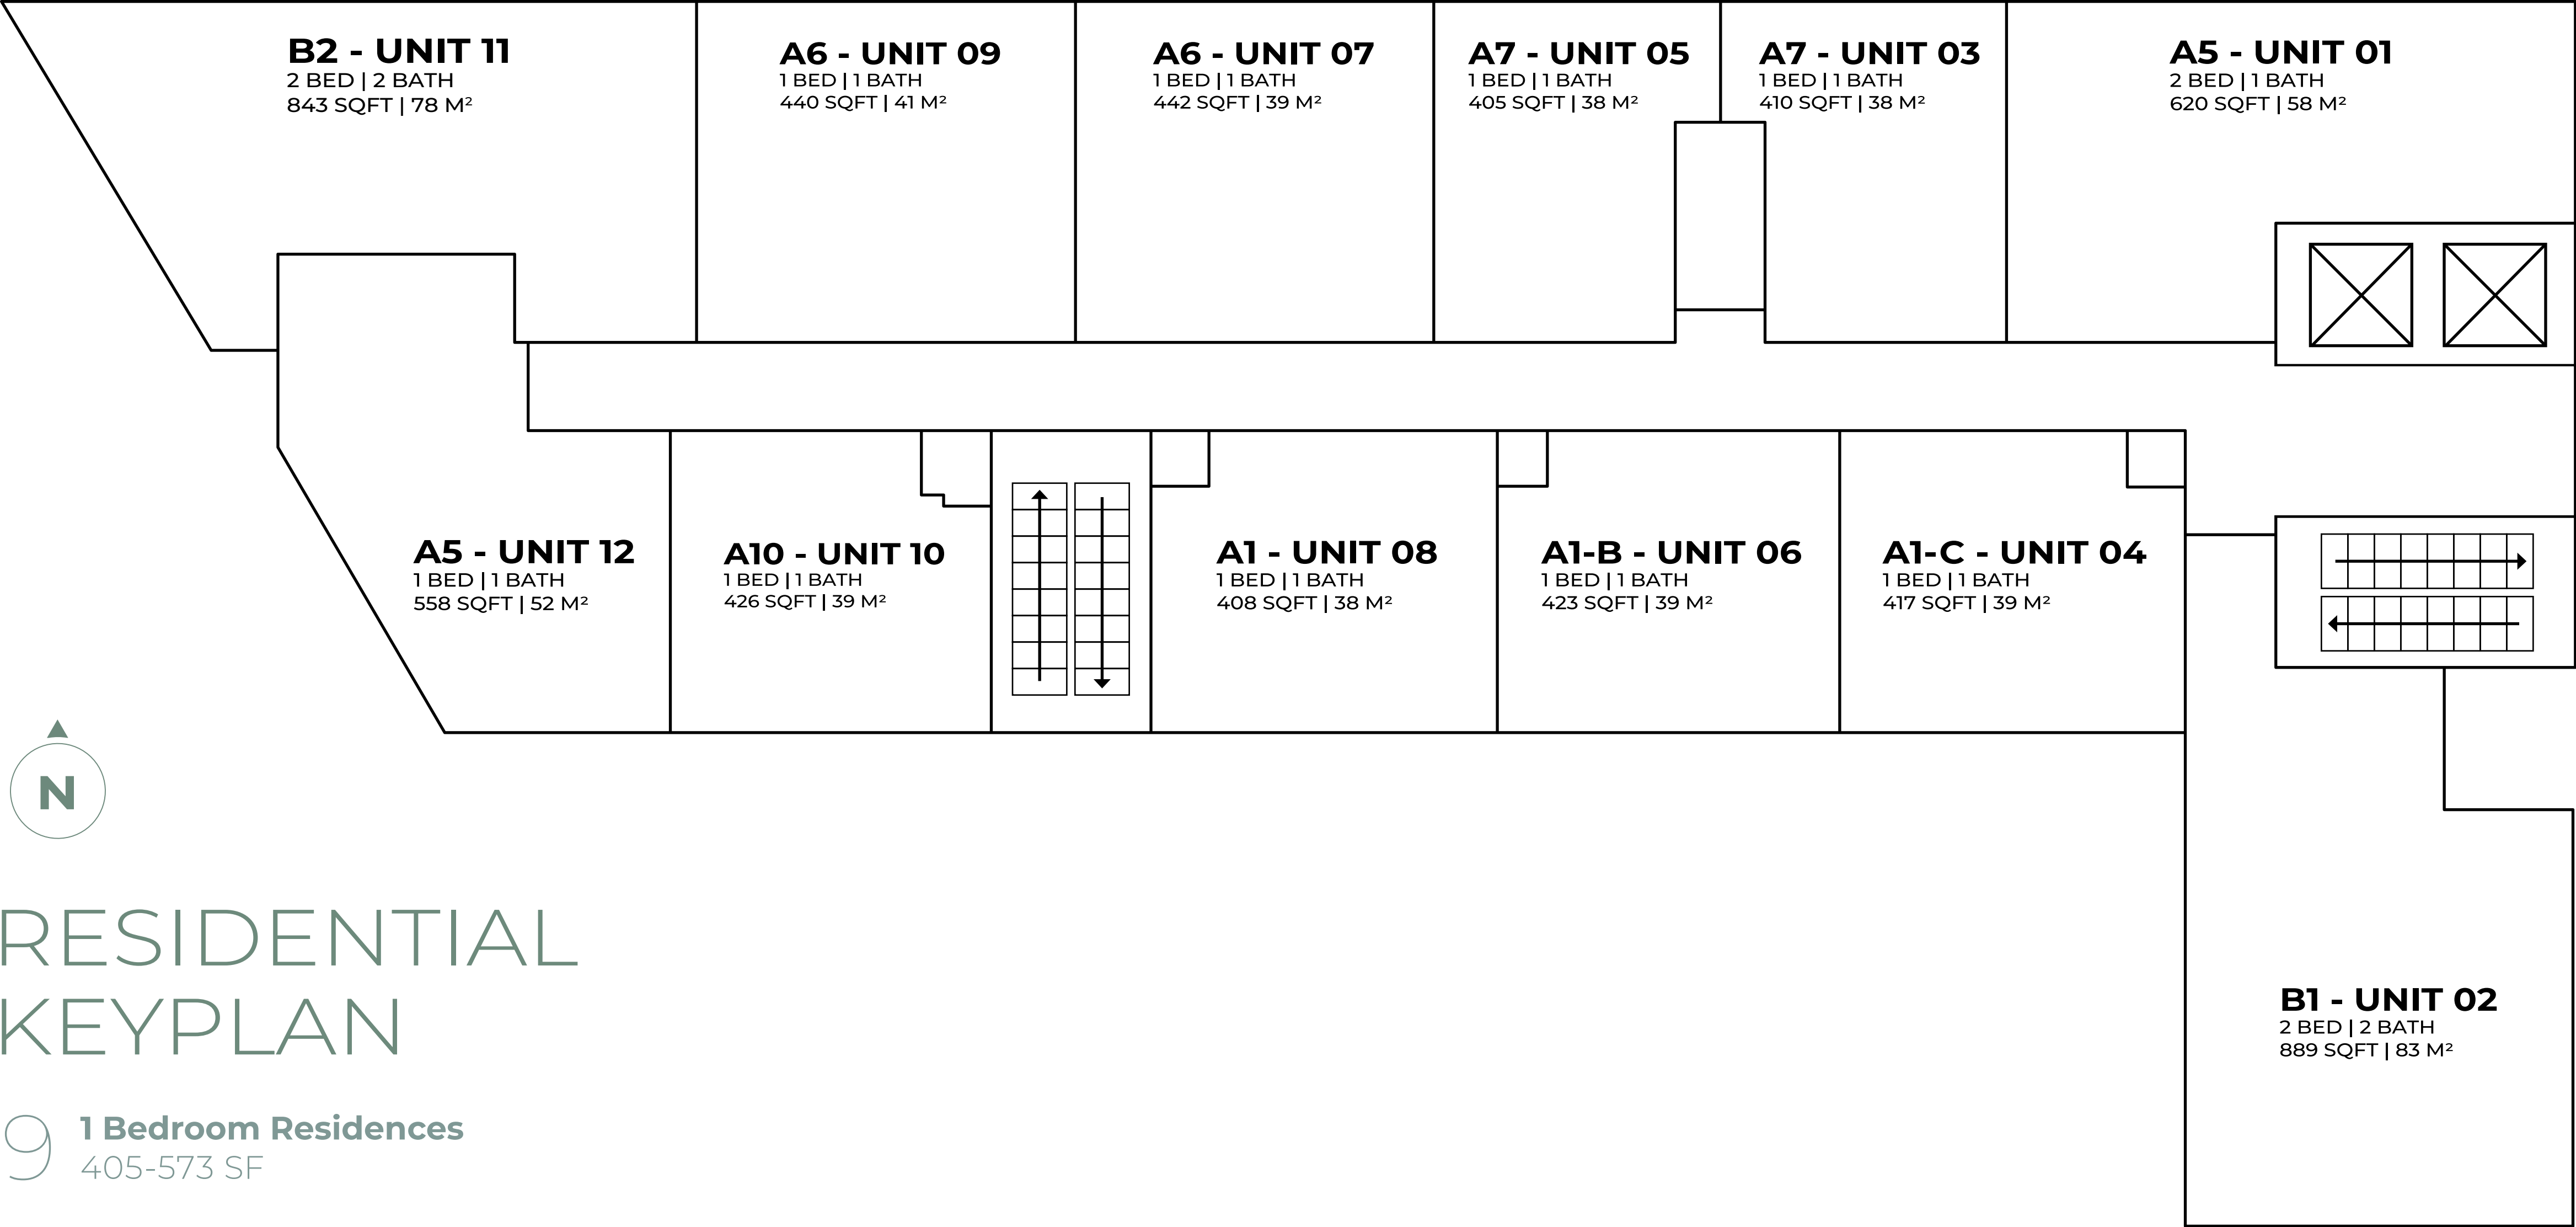 B2 - UNIT 11
2 BED | 2 BATH
843 SQFT | 78 M²
A6 - UNIT 09
1 BED | 1 BATH
440 SQFT | 41 M²
A6 - UNIT 07
1 BED | 1 BATH
442 SQFT | 39 M²
A7 - UNIT 05
1 BED | 1 BATH
405 SQFT | 38 M²
A7 - UNIT 03
1 BED | 1 BATH
410 SQFT | 38 M²
A5 - UNIT 01
2 BED | 1 BATH
620 SQFT | 58 M²
A5 - UNIT 12
1 BED | 1 BATH
558 SQFT | 52 M²
A10 - UNIT 10
1 BED | 1 BATH
426 SQFT | 39 M²
A1 - UNIT 08
1 BED | 1 BATH
408 SQFT | 38 M²
A1-B - UNIT 06
1 BED | 1 BATH
423 SQFT | 39 M²
A1-C - UNIT 04
1 BED | 1 BATH
417 SQFT | 39 M²
B1 - UNIT 02
2 BED | 2 BATH
889 SQFT | 83 M²
N
RESIDENTIAL
KEYPLAN
9 1 Bedroom Residences
405-573 SF